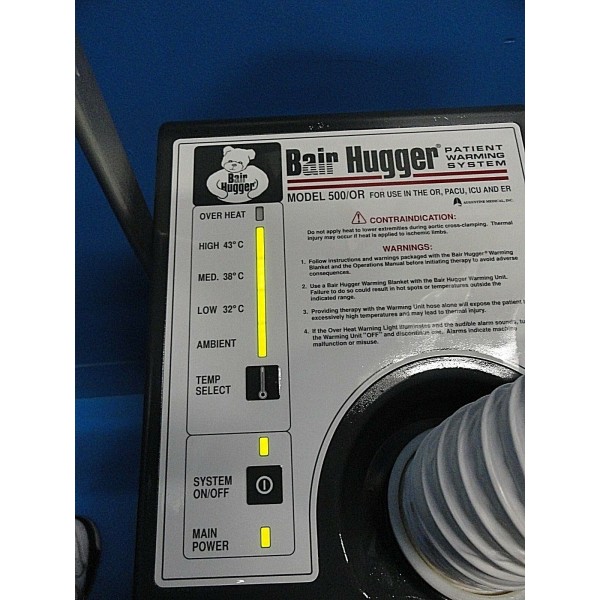 Bair
Hugger
Bair Hugger® PATIENT
WARMING
SYSTEM
MODEL 500/OR FOR USE IN THE OR, PACU, ICU AND ER
AUGUSTINE MEDICAL, INC.
OVER HEAT
HIGH 43°C
MED. 38°C
LOW 32°C
AMBIENT
TEMP
SELECT
SYSTEM
ON/OFF
MAIN
POWER
CONTRAINDICATION:
Do not apply heat to lower extremities during aortic cross-clamping. Thermal
injury may occur if heat is applied to ischemic limbs.
WARNINGS:
1. Follow instructions and warnings packaged with the Bair Hugger® Warming
Blanket and the Operations Manual before initiating therapy to avoid adverse
consequences.
2. Use a Bair Hugger Warming Blanket with the Bair Hugger Warming Unit.
Failure to do so could result in hot spots or temperatures outside the
indicated range.
3. Providing therapy with the Warming Unit hose alone will expose the patient
excessively high temperatures and may lead to thermal injury.
4. If the Over Heat Warning Light illuminates and the audible alarm sounds,
the Warming Unit "OFF" and discontinue use. Alarms indicate machine
malfunction or misuse.